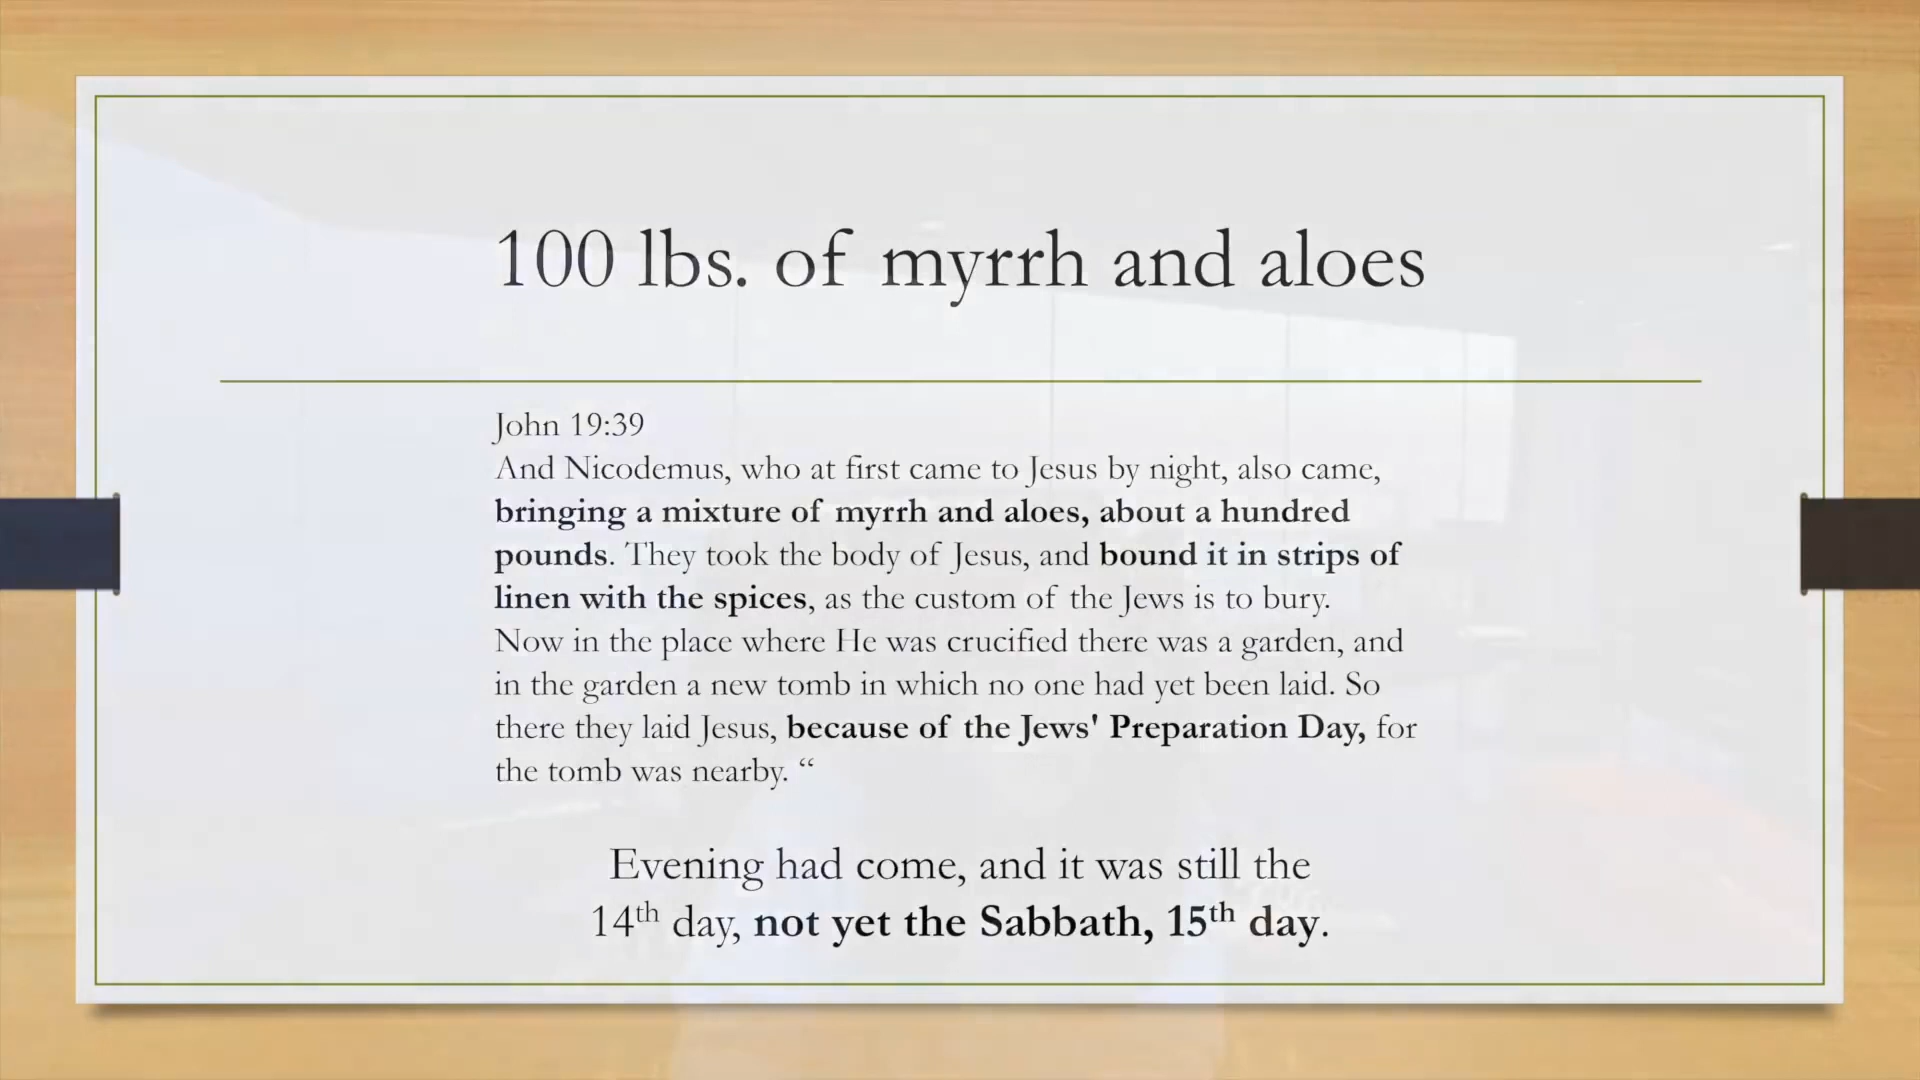 100 lbs. of myrrh and aloes
John 19:39
And Nicodemus, who at first came to Jesus by night, also came,
bringing a mixture of myrrh and aloes, about a hundred
pounds. They took the body of Jesus, and bound it in strips of
linen with the spices, as the custom of the Jews is to bury.
Now in the place where He was crucified there was a garden, and
in the garden a new tomb in which no one had yet been laid. So
there they laid Jesus, because of the Jews' Preparation Day, for
the tomb was nearby. “
Evening had come, and it was still the
14th day, not yet the Sabbath, 15th day.